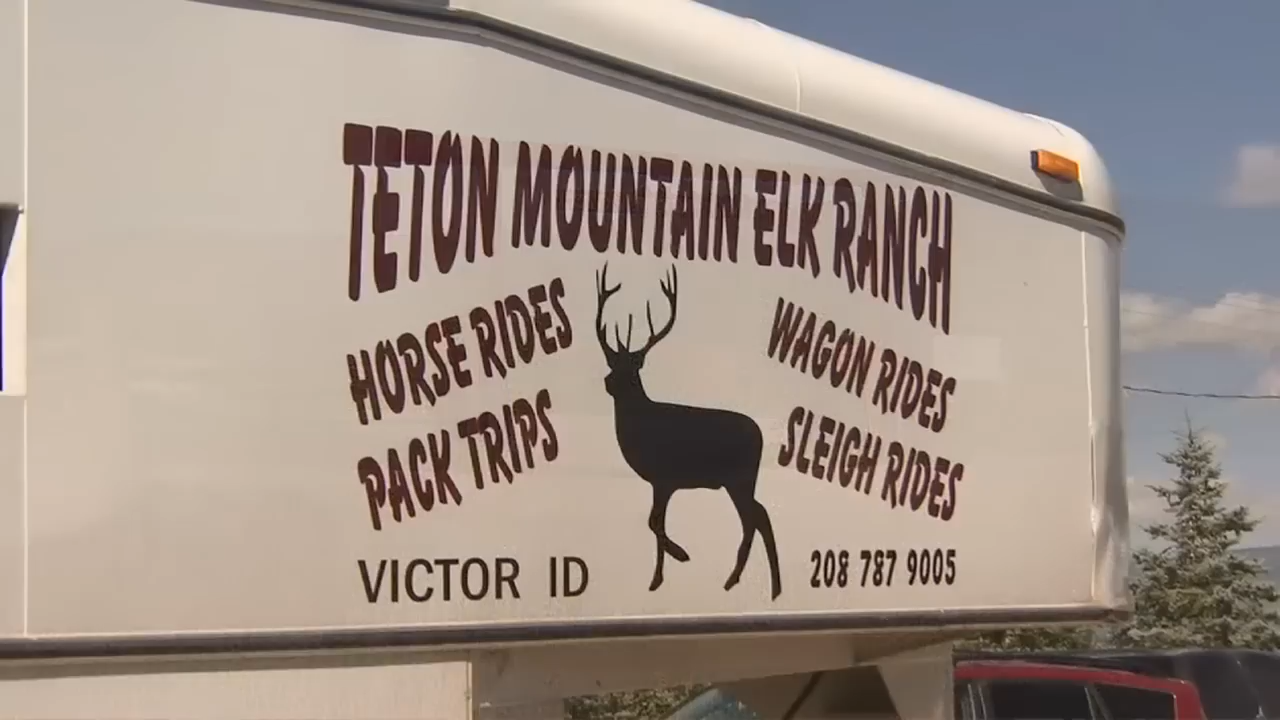 TETON MOUNTAIN ELK RANCH
HORSE RIDES
PACK TRIPS
WAGON RIDES
SLEIGH RIDES
VICTOR ID
208 787 9005